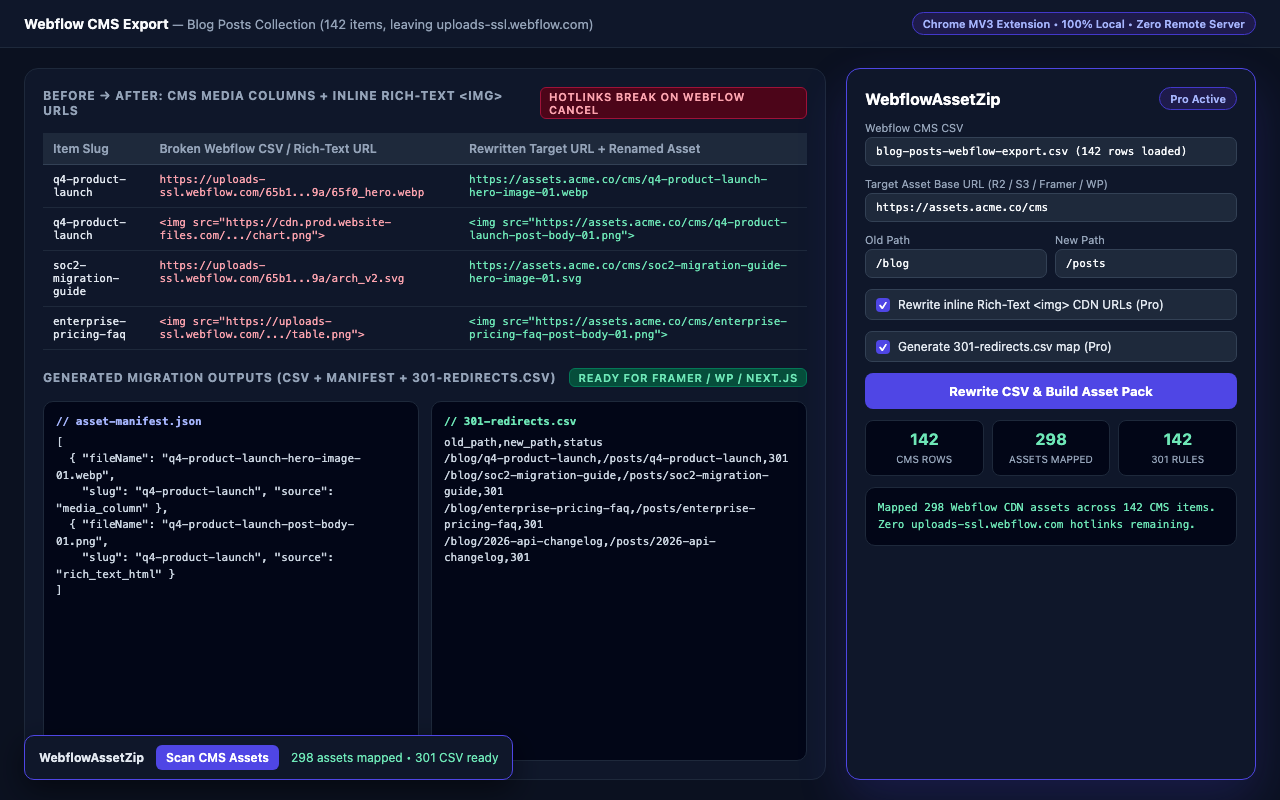 Webflow CMS Export — Blog Posts Collection (142 items, leaving uploads-ssl.webflow.com)
Chrome MV3 Extension • 100% Local • Zero Remote Server
BEFORE → AFTER: CMS MEDIA COLUMNS + INLINE RICH-TEXT <IMG>
URLS
HOTLINKS BREAK ON WEBFLOW
CANCEL
Item Slug
Broken Webflow CSV / Rich-Text URL
Rewritten Target URL + Renamed Asset
q4-product-
launch
https://uploads-
ssl.webflow.com/65b1...9a/65f0_hero.webp
https://assets.acme.co/cms/q4-product-launch-
hero-image-01.webp
q4-product-
launch
<img src="https://cdn.prod.website-
files.com/.../chart.png">
<img src="https://assets.acme.co/cms/q4-product-
launch-post-body-01.png">
soc2-
migration-
guide
https://uploads-
ssl.webflow.com/65b1...9a/arch_v2.svg
https://assets.acme.co/cms/soc2-migration-guide-
hero-image-01.svg
enterprise-
pricing-faq
<img src="https://uploads-
ssl.webflow.com/.../table.png">
<img src="https://assets.acme.co/cms/enterprise-
pricing-faq-post-body-01.png">
GENERATED MIGRATION OUTPUTS (CSV + MANIFEST + 301-REDIRECTS.CSV)
READY FOR FRAMER / WP / NEXT.JS
// asset-manifest.json
[
{ "fileName": "q4-product-launch-hero-image-
01.webp",
"slug": "q4-product-launch", "source":
"media_column" },
{ "fileName": "q4-product-launch-post-body-
01.png",
"slug": "q4-product-launch", "source":
"rich_text_html" }
]
// 301-redirects.csv
old_path,new_path,status
/blog/q4-product-launch,/posts/q4-product-launch,301
/blog/soc2-migration-guide,/posts/soc2-migration-
guide,301
/blog/enterprise-pricing-faq,/posts/enterprise-
pricing-faq,301
/blog/2026-api-changelog,/posts/2026-api-
changelog,301
WebflowAssetZip
Scan CMS Assets
298 assets mapped • 301 CSV ready
WebflowAssetZip
Pro Active
Webflow CMS CSV
blog-posts-webflow-export.csv (142 rows loaded)
Target Asset Base URL (R2 / S3 / Framer / WP)
https://assets.acme.co/cms
Old Path
New Path
/blog
/posts
Rewrite inline Rich-Text <img> CDN URLs (Pro)
Generate 301-redirects.csv map (Pro)
Rewrite CSV & Build Asset Pack
142
CMS ROWS
298
ASSETS MAPPED
142
301 RULES
Mapped 298 Webflow CDN assets across 142 CMS items.
Zero uploads-ssl.webflow.com hotlinks remaining.